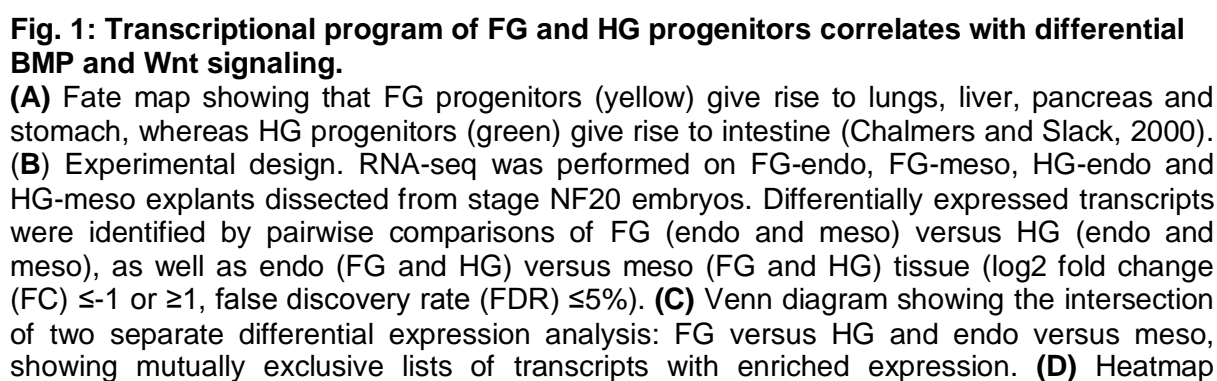 Fig. 1: Transcriptional program of FG and HG progenitors correlates with differential
BMP and Wnt signaling.
(A) Fate map showing that FG progenitors (yellow) give rise to lungs, liver, pancreas and
stomach, whereas HG progenitors (green) give rise to intestine (Chalmers and Slack, 2000).
(B) Experimental design. RNA-seq was performed on FG-endo, FG-meso, HG-endo and
HG-meso explants dissected from stage NF20 embryos. Differentially expressed transcripts
were identified by pairwise comparisons of FG (endo and meso) versus HG (endo and
meso), as well as endo (FG and HG) versus meso (FG and HG) tissue (log2 fold change
(FC) ≤-1 or ≥1, false discovery rate (FDR) ≤5%). (C) Venn diagram showing the intersection
of two separate differential expression analysis: FG versus HG and endo versus meso,
showing mutually exclusive lists of transcripts with enriched expression. (D) Heatmap